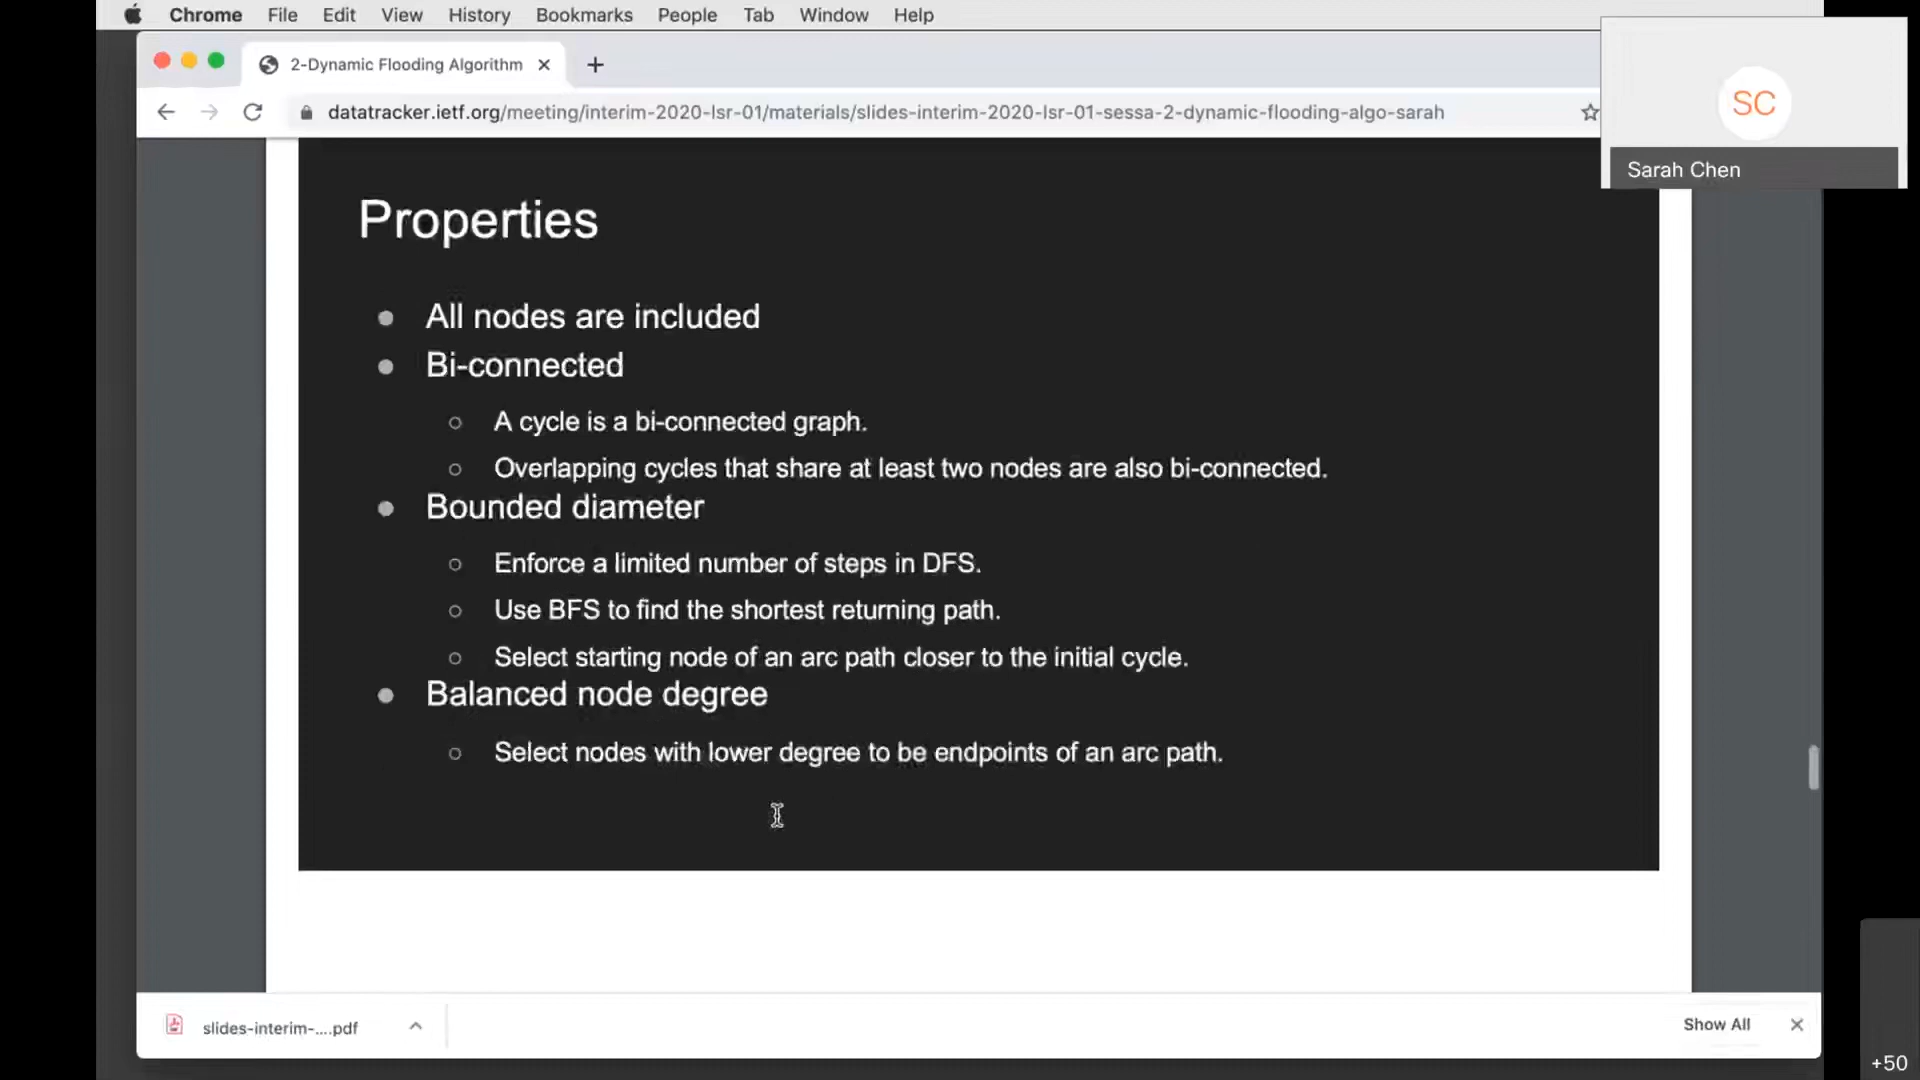 Chrome File Edit View History Bookmarks People Tab Window Help
2-Dynamic Flooding Algorithm
datatracker.ietf.org/meeting/interim-2020-lsr-01/materials/slides-interim-2020-lsr-01-sessa-2-dynamic-flooding-algo-sarah
SC
Sarah Chen
Properties
All nodes are included
Bi-connected
A cycle is a bi-connected graph.
Overlapping cycles that share at least two nodes are also bi-connected.
Bounded diameter
Enforce a limited number of steps in DFS.
Use BFS to find the shortest returning path.
Select starting node of an arc path closer to the initial cycle.
Balanced node degree
Select nodes with lower degree to be endpoints of an arc path.
slides-interim-....pdf
Show All
+50